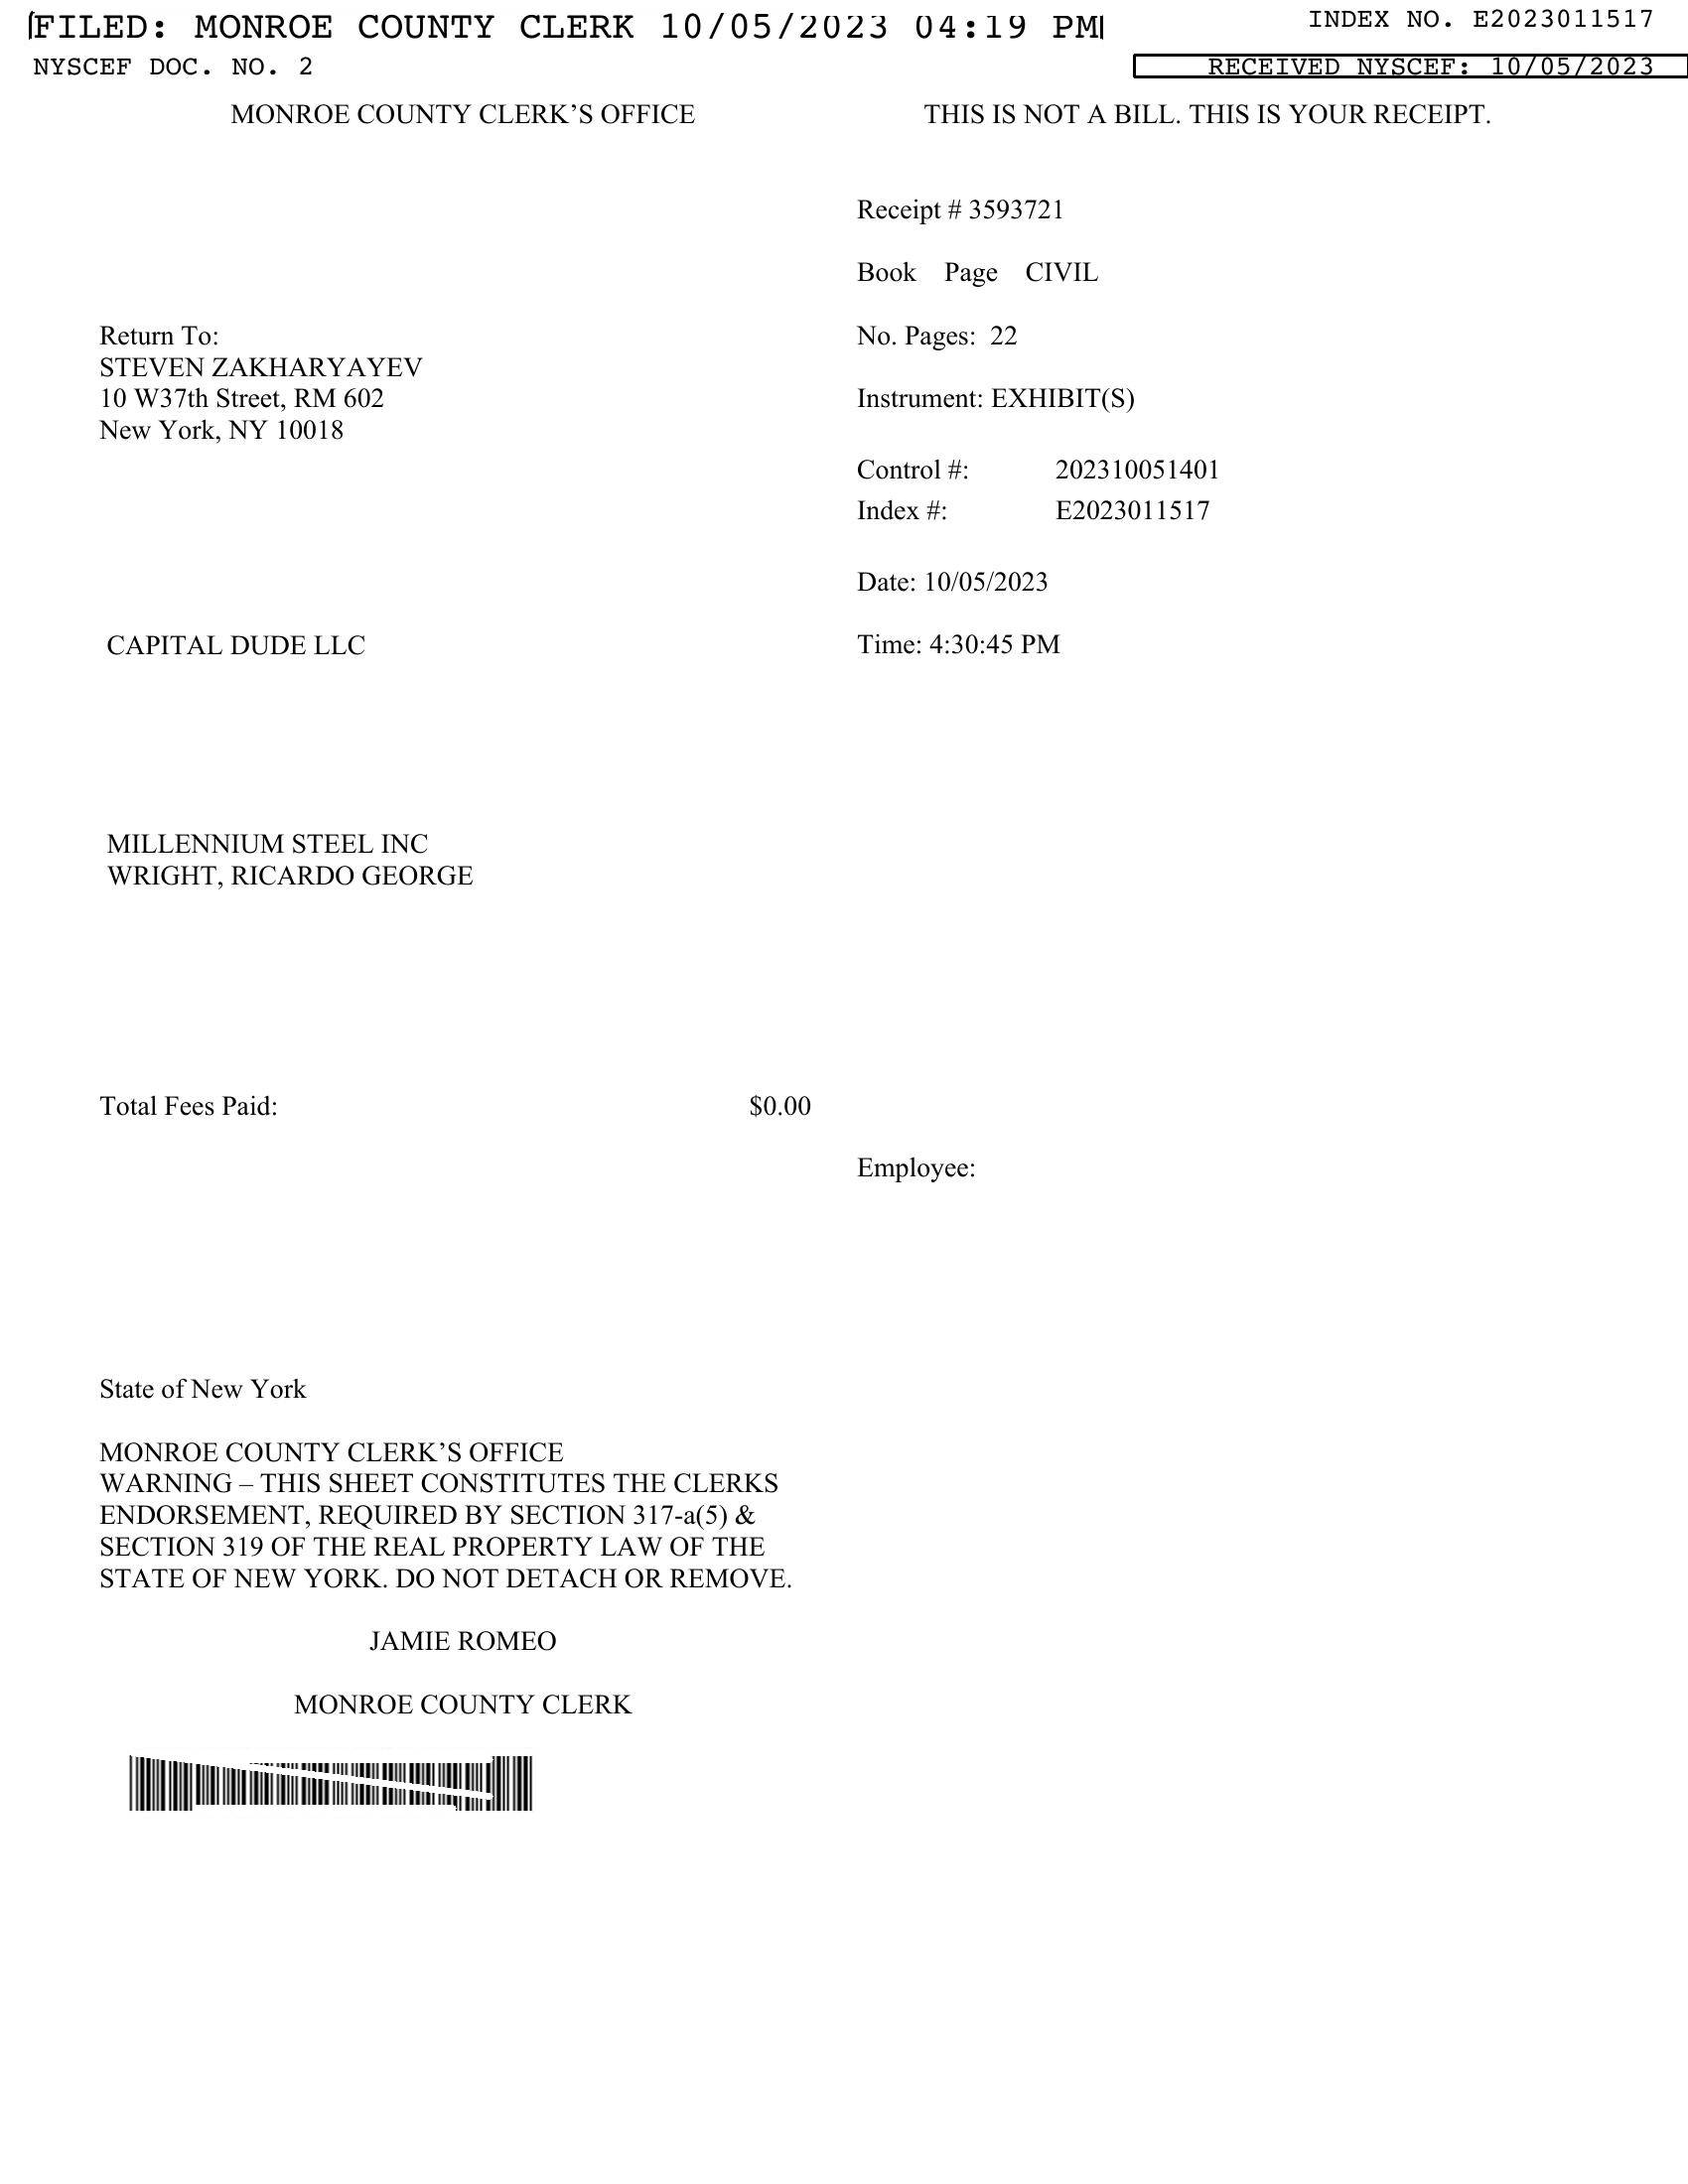 FILED: MONROE COUNTY CLERK 10/05/2023 04:19 PM
INDEX NO. E2023011517
NYSCEF DOC. NO. 2
RECEIVED NYSCEF: 10/05/2023
MONROE COUNTY CLERK’S OFFICE
THIS IS NOT A BILL. THIS IS YOUR RECEIPT.
Receipt # 3593721
Book Page CIVIL
Return To:
STEVEN ZAKHARYAYEV
10 W37th Street, RM 602
New York, NY 10018
No. Pages: 22
Instrument: EXHIBIT(S)
Control #: 202310051401
Index #: E2023011517
Date: 10/05/2023
CAPITAL DUDE LLC
Time: 4:30:45 PM
MILLENNIUM STEEL INC
WRIGHT, RICARDO GEORGE
Total Fees Paid: $0.00
Employee:
State of New York
MONROE COUNTY CLERK’S OFFICE
WARNING – THIS SHEET CONSTITUTES THE CLERKS
ENDORSEMENT, REQUIRED BY SECTION 317-a(5) &
SECTION 319 OF THE REAL PROPERTY LAW OF THE
STATE OF NEW YORK. DO NOT DETACH OR REMOVE.
JAMIE ROMEO
MONROE COUNTY CLERK